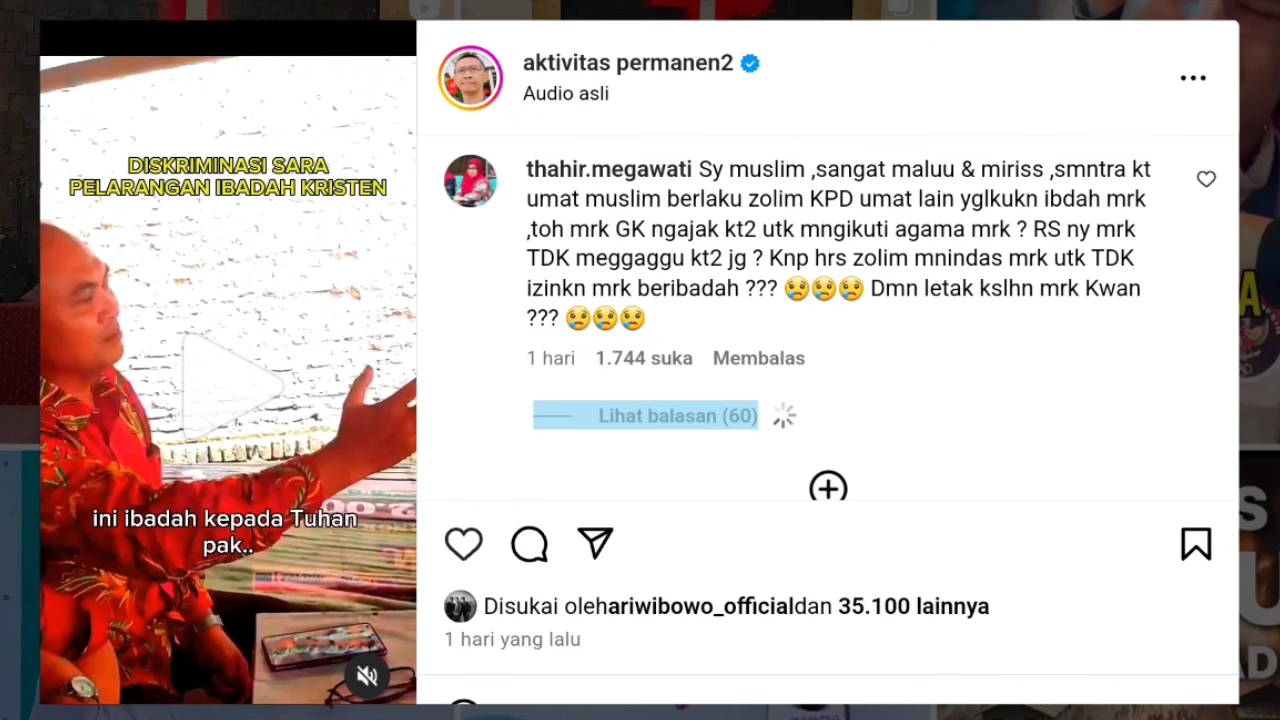 aktivitas permanen2
Audio asli
DISKRIMINASI SARA
PELARANGAN IBADAH KRISTEN
ini ibadah kepada Tuhan
pak..
thahir.megawati Sy muslim ,sangat maluu & miriss ,smntra kt
umat muslim berlaku zolim KPD umat lain yglkukn ibdah mrk
,toh mrk GK ngajak kt2 utk mngikuti agama mrk ? RS ny mrk
TDK meggaggu kt2 jg ? Knp hrs zolim mnindas mrk utk TDK
izinkn mrk beribadah ??? 😢😢😢 Dmn letak kslhn mrk Kwan
??? 😢😢😢
1 hari 1.744 suka Membalas
Lihat balasan (60)
Disukai olehariwibowo_officialdan 35.100 lainnya
1 hari yang lalu